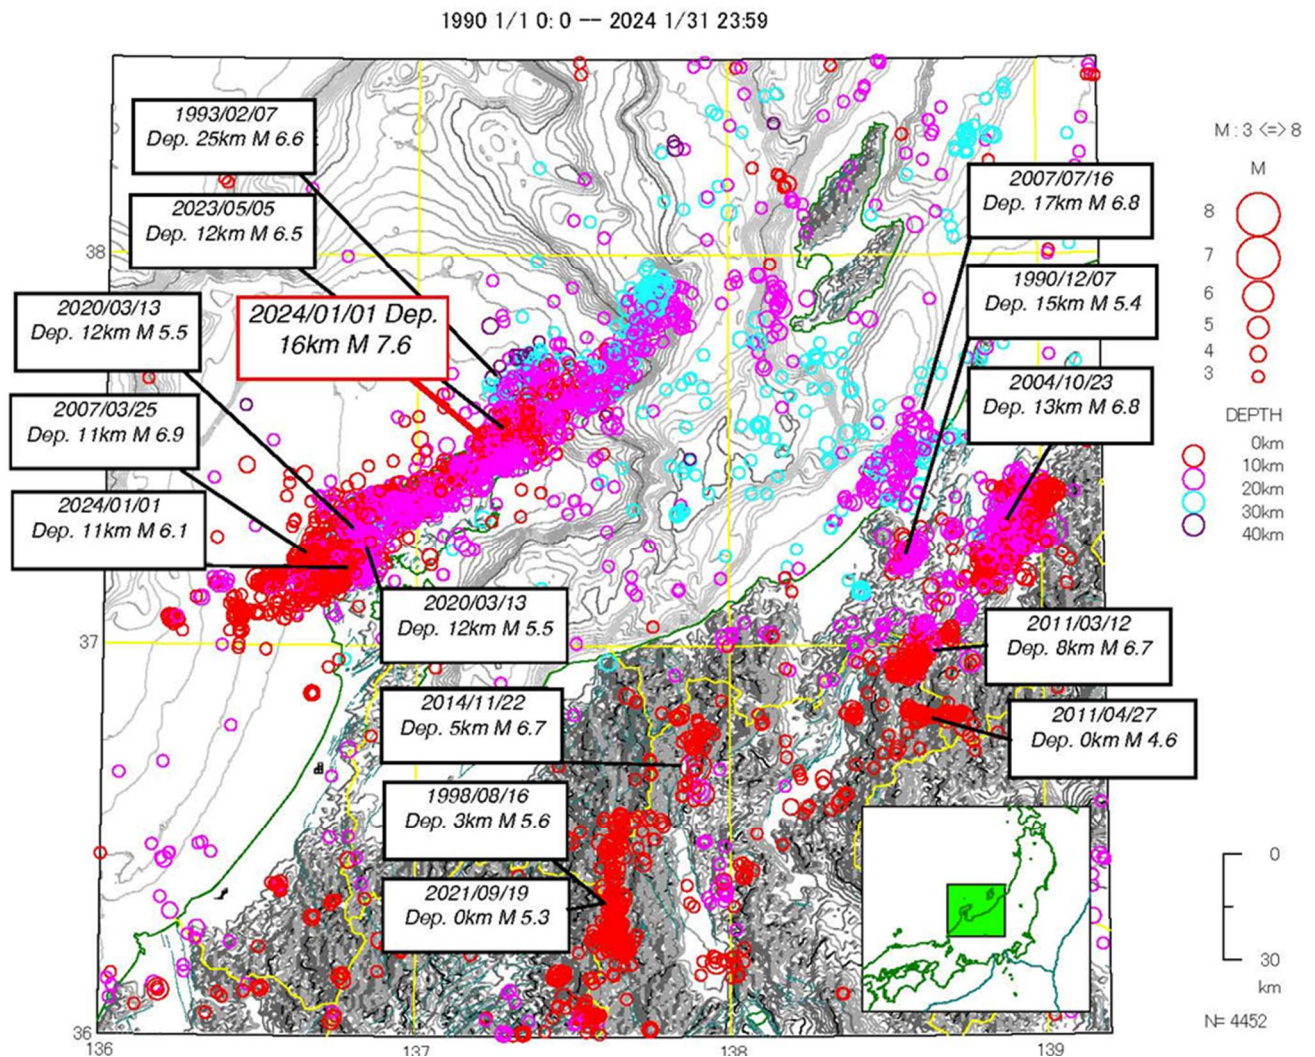 1990 1/1 0:0 -- 2024 1/31 23:59
1993/02/07
Dep. 25km M 6.6
2023/05/05
Dep. 12km M 6.5
2020/03/13
Dep. 12km M 5.5
2024/01/01 Dep.
16km M 7.6
2007/03/25
Dep. 11km M 6.9
2024/01/01
Dep. 11km M 6.1
2020/03/13
Dep. 12km M 5.5
2014/11/22
Dep. 5km M 6.7
1998/08/16
Dep. 3km M 5.6
2021/09/19
Dep. 0km M 5.3
2007/07/16
Dep. 17km M 6.8
1990/12/07
Dep. 15km M 5.4
2004/10/23
Dep. 13km M 6.8
2011/03/12
Dep. 8km M 6.7
2011/04/27
Dep. 0km M 4.6
38
37
36
136
137
138
139
M : 3 <=> 8
M
8
7
6
5
4
3
DEPTH
0km
10km
20km
30km
40km
0
30
km
N= 4452